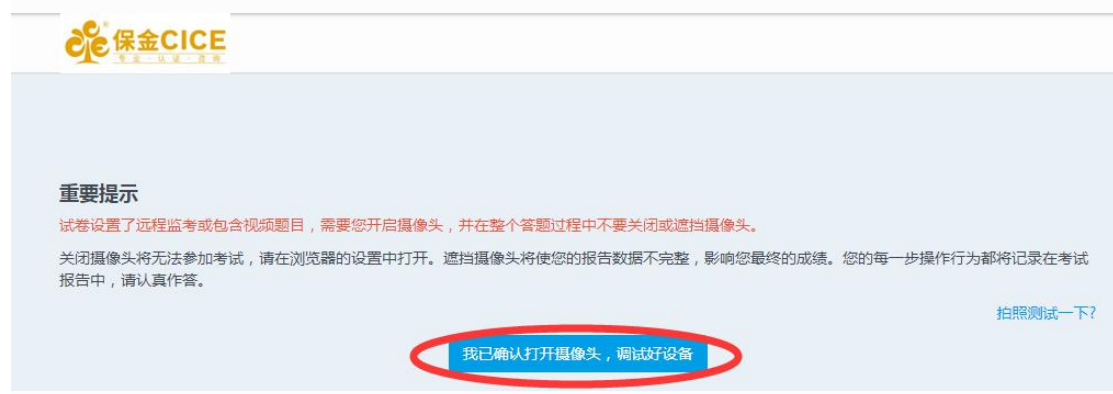 保金CICE
专业·认证·咨询
重要提示
试卷设置了远程监考或包含视频题目，需要您开启摄像头，并在整个答题过程中不要关闭或遮挡摄像头。
关闭摄像头将无法参加考试，请在浏览器的设置中打开。遮挡摄像头将使您的报告数据不完整，影响您最终的成绩。您的每一步操作行为都将记录在考试
报告中，请认真作答。
拍照测试一下?
我已确认打开摄像头，调试好设备